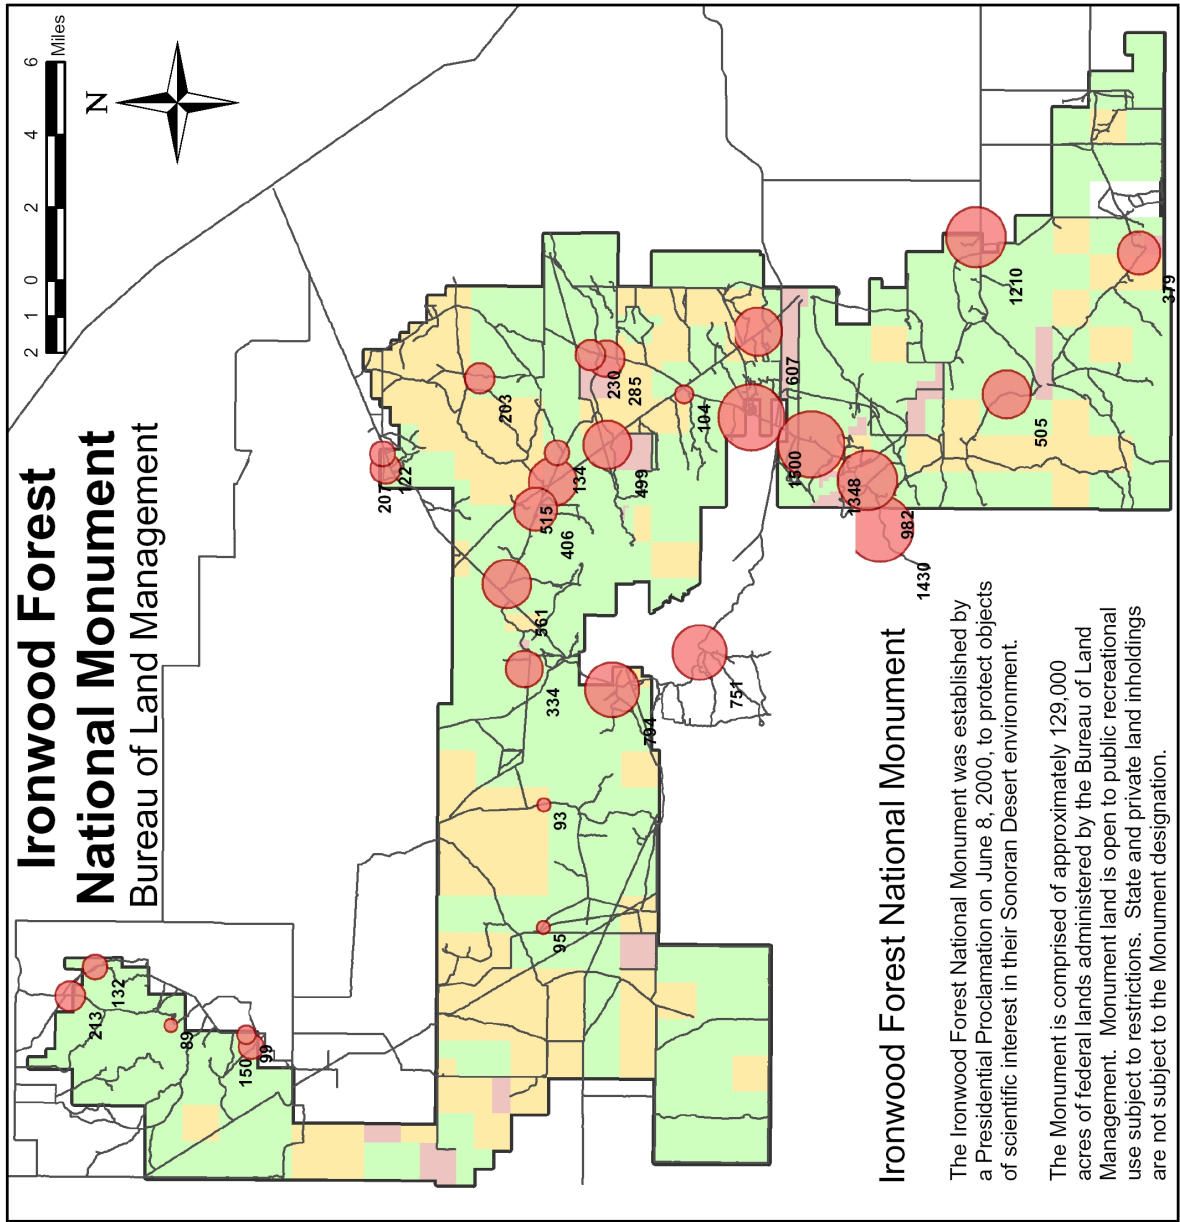 Ironwood Forest
National Monument
Bureau of Land Management
2 1 0 2 4 6
Miles
N
213
132
89
150
99
95
93
334
794
751
561
406
515
134
207
122
203
499
230
285
104
607
1500
1348
982
1430
505
1210
379
Ironwood Forest National Monument
The Ironwood Forest National Monument was established by
a Presidential Proclamation on June 8, 2000, to protect objects
of scientific interest in their Sonoran Desert environment.
The Monument is comprised of approximately 129,000
acres of federal lands administered by the Bureau of Land
Management. Monument land is open to public recreational
use subject to restrictions. State and private land inholdings
are not subject to the Monument designation.